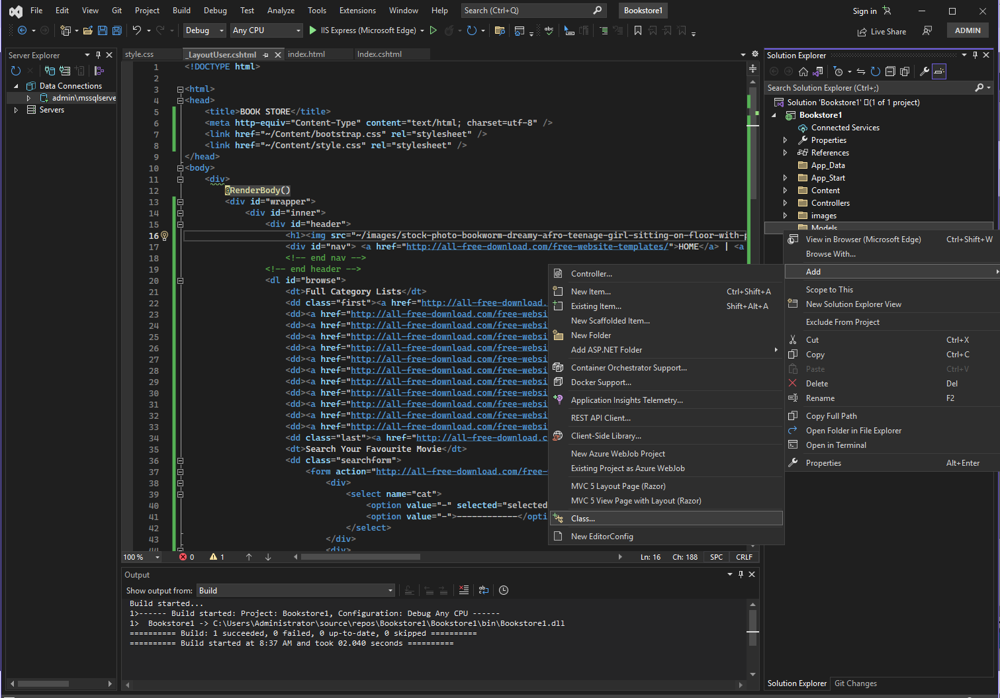 File Edit View Git Project Build Debug Test Analyze Tools Extensions Window Help Search (Ctrl+Q) Bookstore1 Sign in
Debug Any CPU IIS Express (Microsoft Edge) Live Share ADMIN
Server Explorer
Data Connections
admin\mssqlserve
Servers
style.css _LayoutUser.cshtml index.html Index.cshtml
1 <!DOCTYPE html>
2
3 <html>
4 <head>
5 <title>BOOK STORE</title>
6 <meta http-equiv="Content-Type" content="text/html; charset=utf-8" />
7 <link href="~/Content/bootstrap.css" rel="stylesheet" />
8 <link href="~/Content/style.css" rel="stylesheet" />
9 </head>
10 <body>
11 <div>
12 @RenderBody()
13 <div id="wrapper">
14 <div id="inner">
15 <div id="header">
16 <h1><img src="~/images/stock-photo-bookworm-dreamy-afro-teenage-girl-sitting-on-floor-with-p
17 <div id="nav"> <a href="http://all-free-download.com/free-website-templates/">HOME</a> | <a
18 <!-- end nav -->
19 <!-- end header -->
20 <dl id="browse">
21 <dt>Full Category Lists</dt>
22 <dd class="first"><a href="http://all-free-download.
23 <dd><a href="http://all-free-download.com/free-websi
24 <dd><a href="http://all-free-download.com/free-websi
25 <dd><a href="http://all-free-download.com/free-websi
26 <dd><a href="http://all-free-download.com/free-websi
27 <dd><a href="http://all-free-download.com/free-websi
28 <dd><a href="http://all-free-download.com/free-websi
29 <dd><a href="http://all-free-download.com/free-websi
30 <dd><a href="http://all-free-download.com/free-websi
31 <dd><a href="http://all-free-download.com/free-websi
32 <dd><a href="http://all-free-download.com/free-websi
33 <dd><a href="http://all-free-download.com/free-websi
34 <dd class="last"><a href="http://all-free-download.c
35 <dt>Search Your Favourite Movie</dt>
36 <dd class="searchform">
37 <form action="http://all-free-download.com/free-
38 <div>
39 <select name="cat">
40 <option value="-" selected="selected
41 <option value="-">------------</opti
42 </select>
43 </div>
44 <div>
100 % 0 1 Ln: 16 Ch: 188 SPC CRLF
Output
Show output from: Build
Build started...
1>------ Build started: Project: Bookstore1, Configuration: Debug Any CPU ------
1> Bookstore1 -> C:\Users\Administrator\source\repos\Bookstore1\Bookstore1\bin\Bookstore1.dll
========== Build: 1 succeeded, 0 failed, 0 up-to-date, 0 skipped ==========
========== Build started at 8:37 AM and took 02.040 seconds ==========
Controller...
New Item... Ctrl+Shift+A
Existing Item... Shift+Alt+A
New Scaffolded Item...
New Folder
Add ASP.NET Folder
Container Orchestrator Support...
Docker Support...
Application Insights Telemetry...
REST API Client...
Client-Side Library...
New Azure WebJob Project
Existing Project as Azure WebJob
MVC 5 Layout Page (Razor)
MVC 5 View Page with Layout (Razor)
Class...
New EditorConfig
Solution Explorer
Search Solution Explorer (Ctrl+;)
Solution 'Bookstore1' (1 of 1 project)
Bookstore1
Connected Services
Properties
References
App_Data
App_Start
Content
Controllers
images
Models
View in Browser (Microsoft Edge) Ctrl+Shift+W
Browse With...
Add
Scope to This
New Solution Explorer View
Exclude From Project
Cut Ctrl+X
Copy Ctrl+C
Paste Ctrl+V
Delete Del
Rename F2
Copy Full Path
Open Folder in File Explorer
Open in Terminal
Properties Alt+Enter
Solution Explorer Git Changes